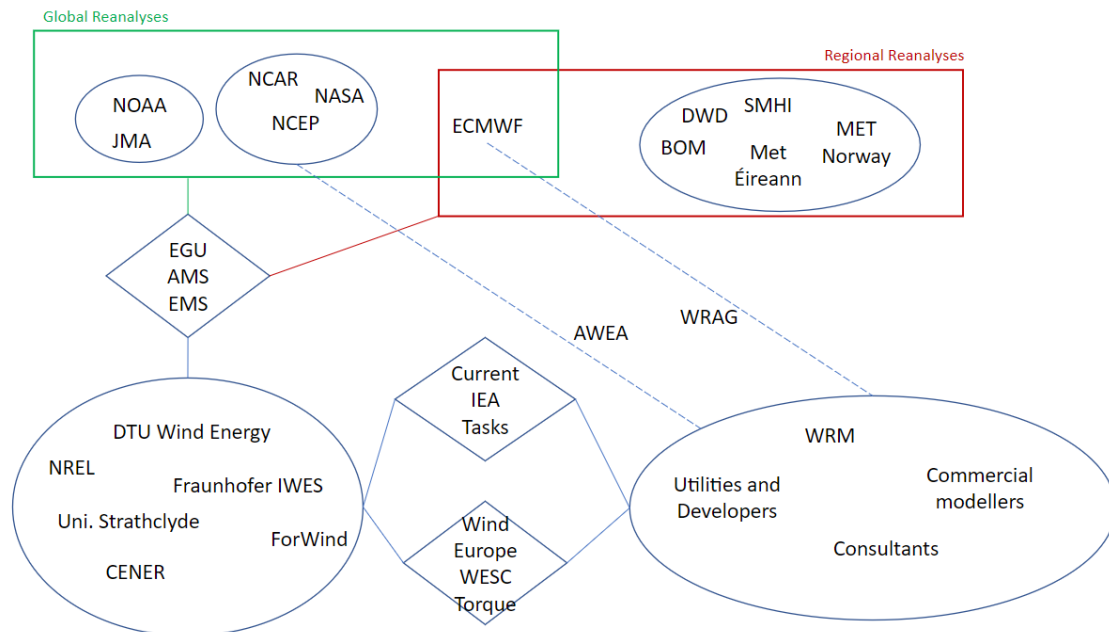 Global Reanalyses
Regional Reanalyses
NCAR
NASA
NCEP
NOAA
JMA
ECMWF
SMHI
DWD
BOM
MET
Norway
Met
Éireann
EGU
AMS
EMS
AWEA
WRAG
Current
IEA
Tasks
DTU Wind Energy
NREL
Fraunhofer IWES
Uni. Strathclyde
ForWind
CENER
Wind
Europe
WESC
Torque
WRM
Utilities and
Developers
Commercial
modellers
Consultants